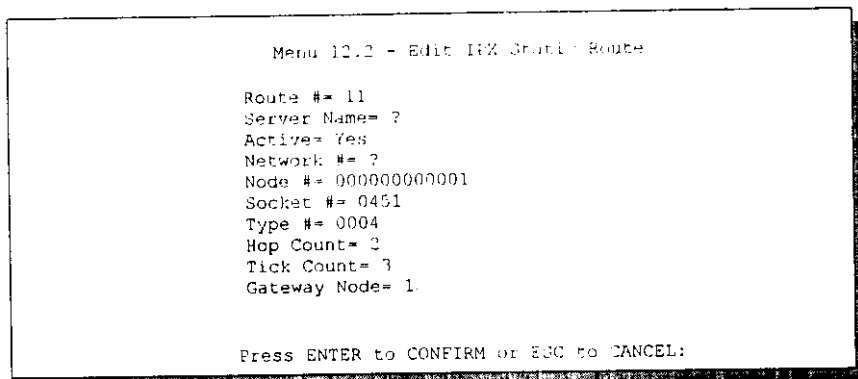 Menu 12.2 - Edit IPX Static Route
Route #= 11
Server Name= ?
Active= Yes
Network #= ?
Node #= 000000000001
Socket #= 0451
Type #= 0004
Hop Count= 2
Tick Count= 3
Gateway Node= 1
Press ENTER to CONFIRM or ESC to CANCEL: